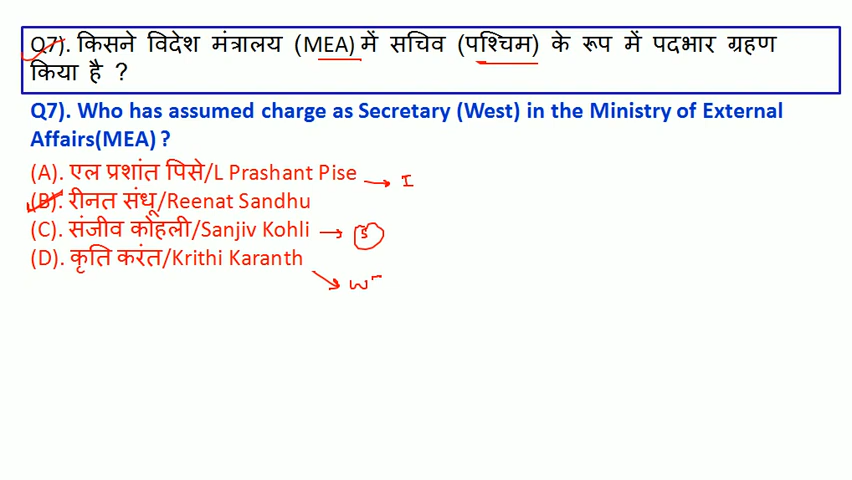 Q7). किसने विदेश मंत्रालय (MEA) में सचिव (पश्चिम) के रूप में पदभार ग्रहण
किया है ?
Q7). Who has assumed charge as Secretary (West) in the Ministry of External
Affairs(MEA) ?
(A). एल प्रशांत पिसे/L Prashant Pise → I
(B). रीनत संधू/Reenat Sandhu
(C). संजीव कोहली/Sanjiv Kohli →
(D). कृति करंत/Krithi Karanth